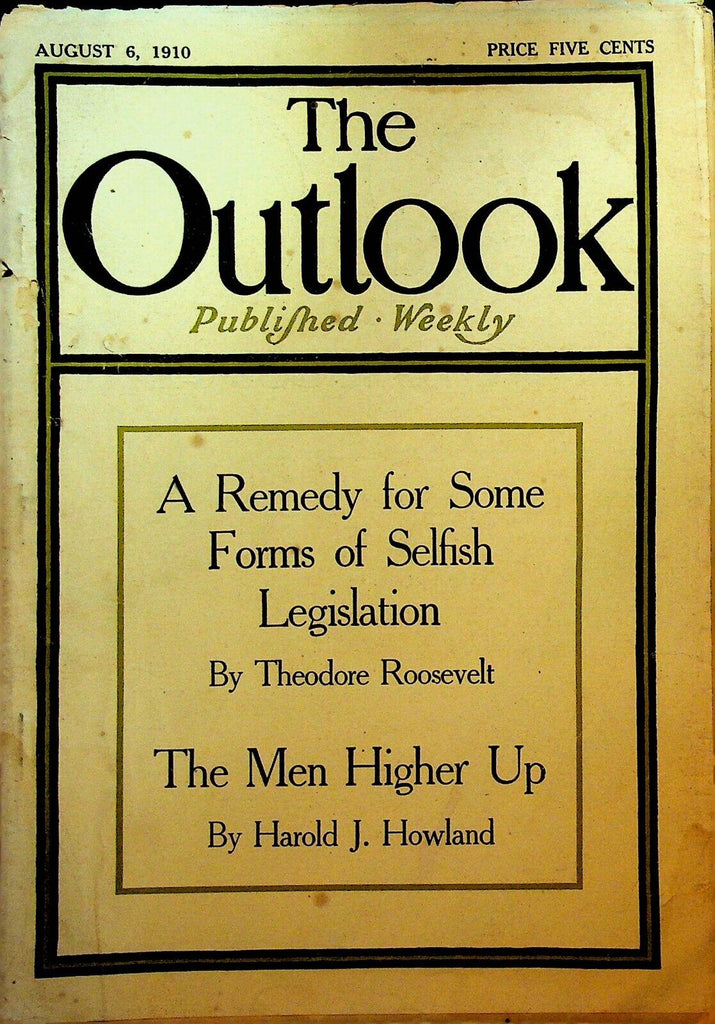 AUGUST 6, 1910 PRICE FIVE CENTS
The
Outlook
Publiſhed · Weekly
A Remedy for Some
Forms of Selfish
Legislation
By Theodore Roosevelt
The Men Higher Up
By Harold J. Howland